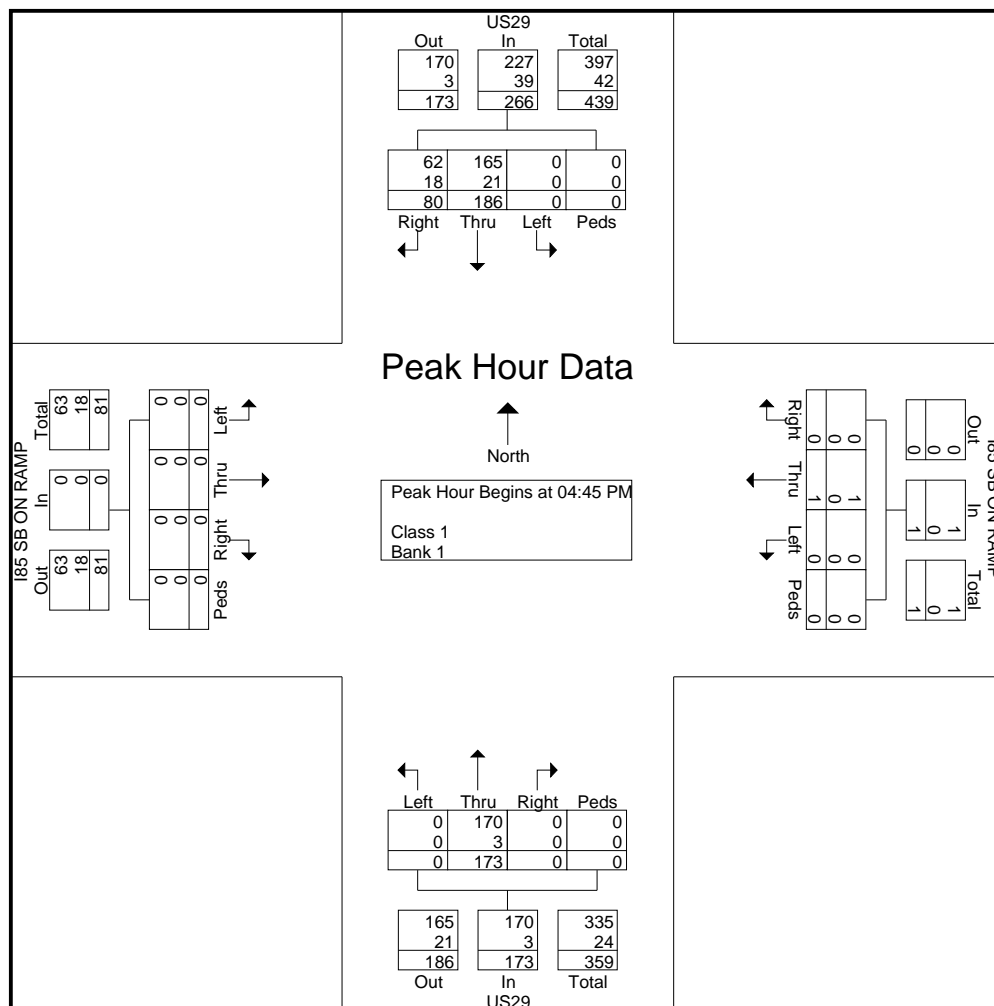 US29
Out In Total
170 227 397
3 39 42
173 266 439
62 165 0 0
18 21 0 0
80 186 0 0
Right Thru Left Peds
Peak Hour Data
North
Peak Hour Begins at 04:45 PM
Class 1
Bank 1
I85 SB ON RAMP
Total In Out
63 0 63
18 0 18
81 0 81
0 0 0 0
0 0 0 0
0 0 0 0
Left Thru Right Peds
Right Thru Left Peds
0 1 0 0
0 0 0 0
0 1 0 0
Out In Total
0 1 1
0 0 0
0 1 1
I85 SB ON RAMP
Left Thru Right Peds
0 170 0 0
0 3 0 0
0 173 0 0
165 170 335
21 3 24
186 173 359
Out In Total
US29